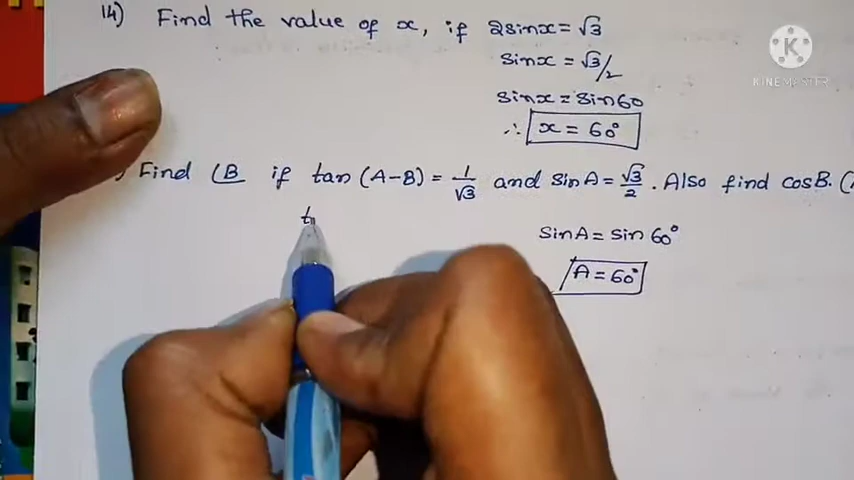 14) Find the value of x, if 2sinx = √3
sinx = √3/2
sinx = sin60
∴ x = 60°
K
KINEMASTER
Find ∠B if tan (A-B) = 1/√3 and sinA = √3/2. Also find cosB. (
sinA = sin 60°
A = 60°